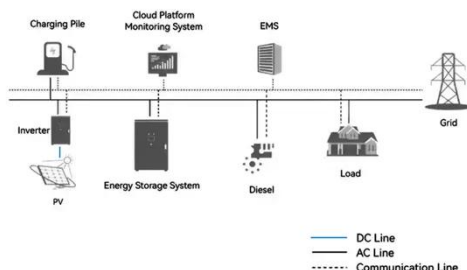 Charging Pile
Cloud Platform
Monitoring System
EMS
Grid
Inverter
PV
Energy Storage System
Diesel
Load
DC Line
AC Line
Communication Line